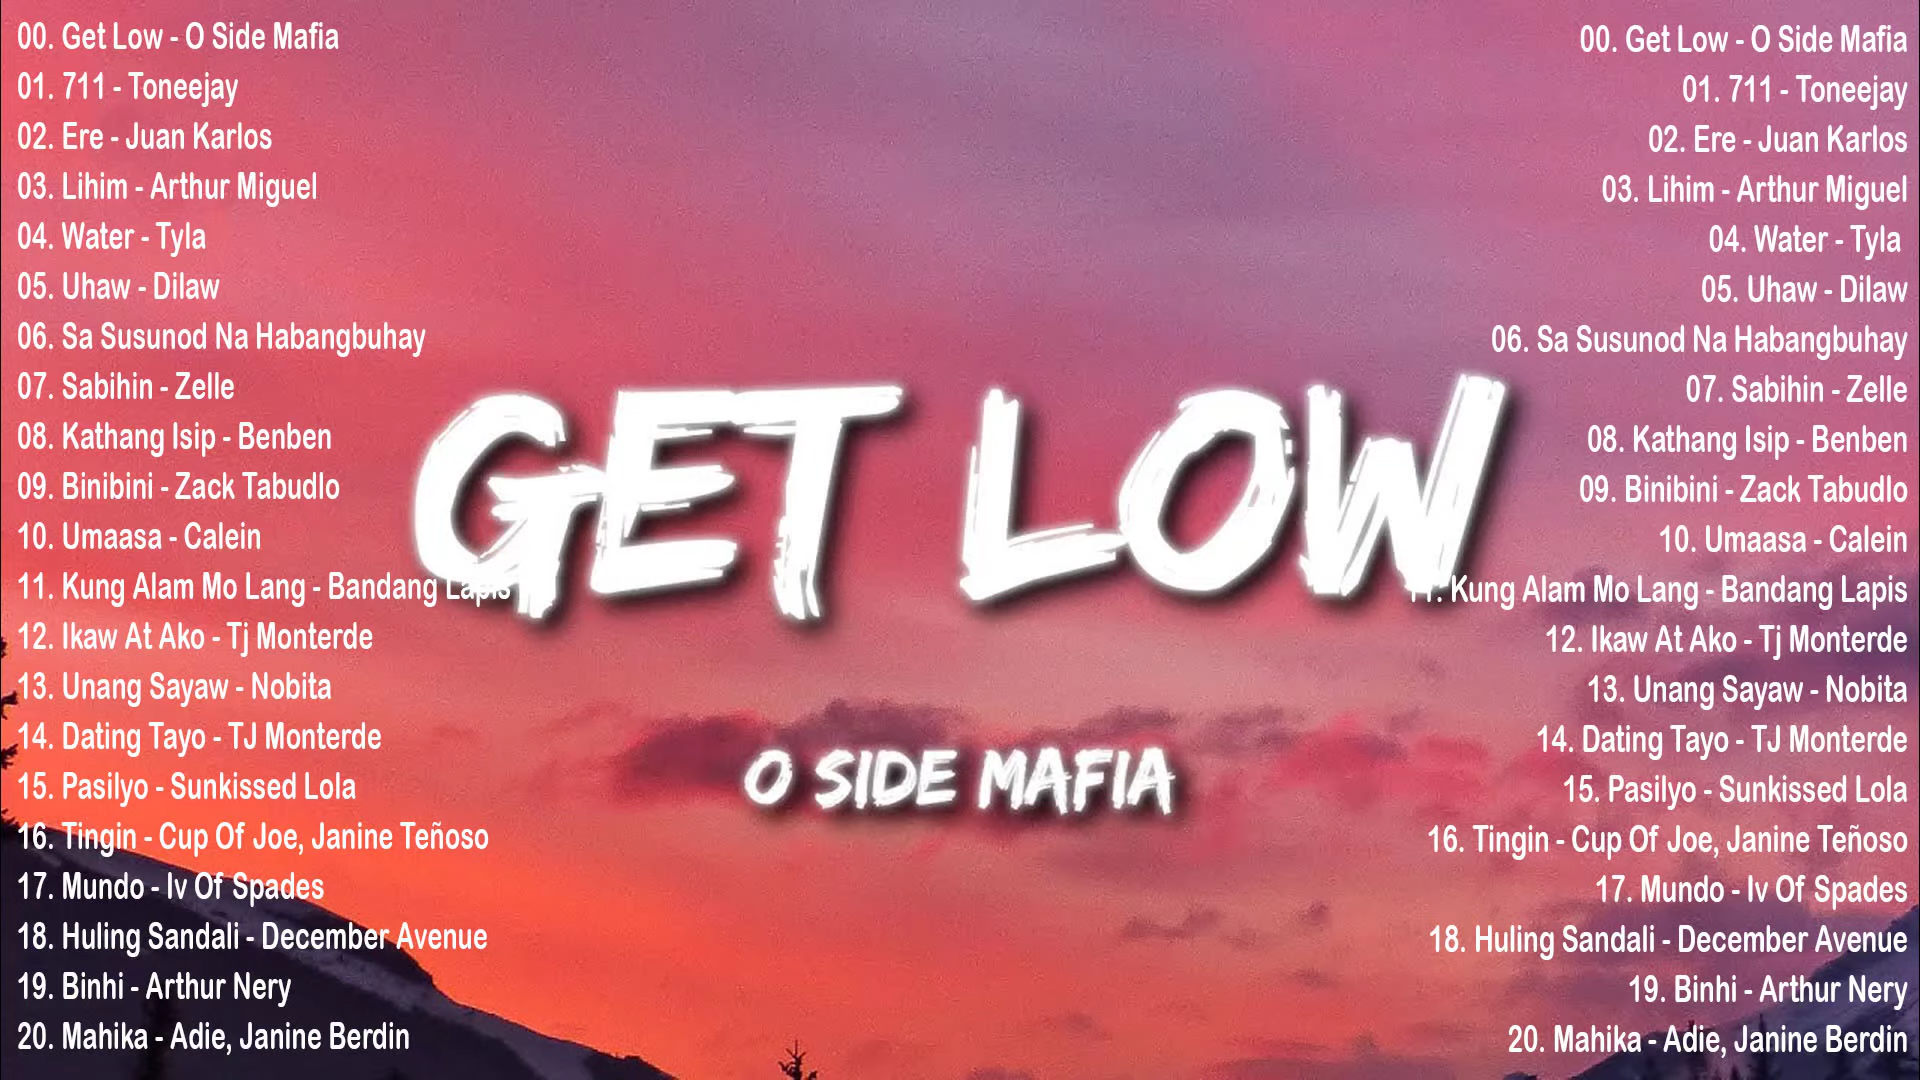 00. Get Low - O Side Mafia
01. 711 - Toneejay
02. Ere - Juan Karlos
03. Lihim - Arthur Miguel
04. Water - Tyla
05. Uhaw - Dilaw
06. Sa Susunod Na Habangbuhay
07. Sabihin - Zelle
08. Kathang Isip - Benben
09. Binibini - Zack Tabudlo
10. Umaasa - Calein
11. Kung Alam Mo Lang - Bandang Lapis
12. Ikaw At Ako - Tj Monterde
13. Unang Sayaw - Nobita
14. Dating Tayo - TJ Monterde
15. Pasilyo - Sunkissed Lola
16. Tingin - Cup Of Joe, Janine Teñoso
17. Mundo - Iv Of Spades
18. Huling Sandali - December Avenue
19. Binhi - Arthur Nery
20. Mahika - Adie, Janine Berdin
GET LOW
O SIDE MAFIA
00. Get Low - O Side Mafia
01. 711 - Toneejay
02. Ere - Juan Karlos
03. Lihim - Arthur Miguel
04. Water - Tyla
05. Uhaw - Dilaw
06. Sa Susunod Na Habangbuhay
07. Sabihin - Zelle
08. Kathang Isip - Benben
09. Binibini - Zack Tabudlo
10. Umaasa - Calein
11. Kung Alam Mo Lang - Bandang Lapis
12. Ikaw At Ako - Tj Monterde
13. Unang Sayaw - Nobita
14. Dating Tayo - TJ Monterde
15. Pasilyo - Sunkissed Lola
16. Tingin - Cup Of Joe, Janine Teñoso
17. Mundo - Iv Of Spades
18. Huling Sandali - December Avenue
19. Binhi - Arthur Nery
20. Mahika - Adie, Janine Berdin